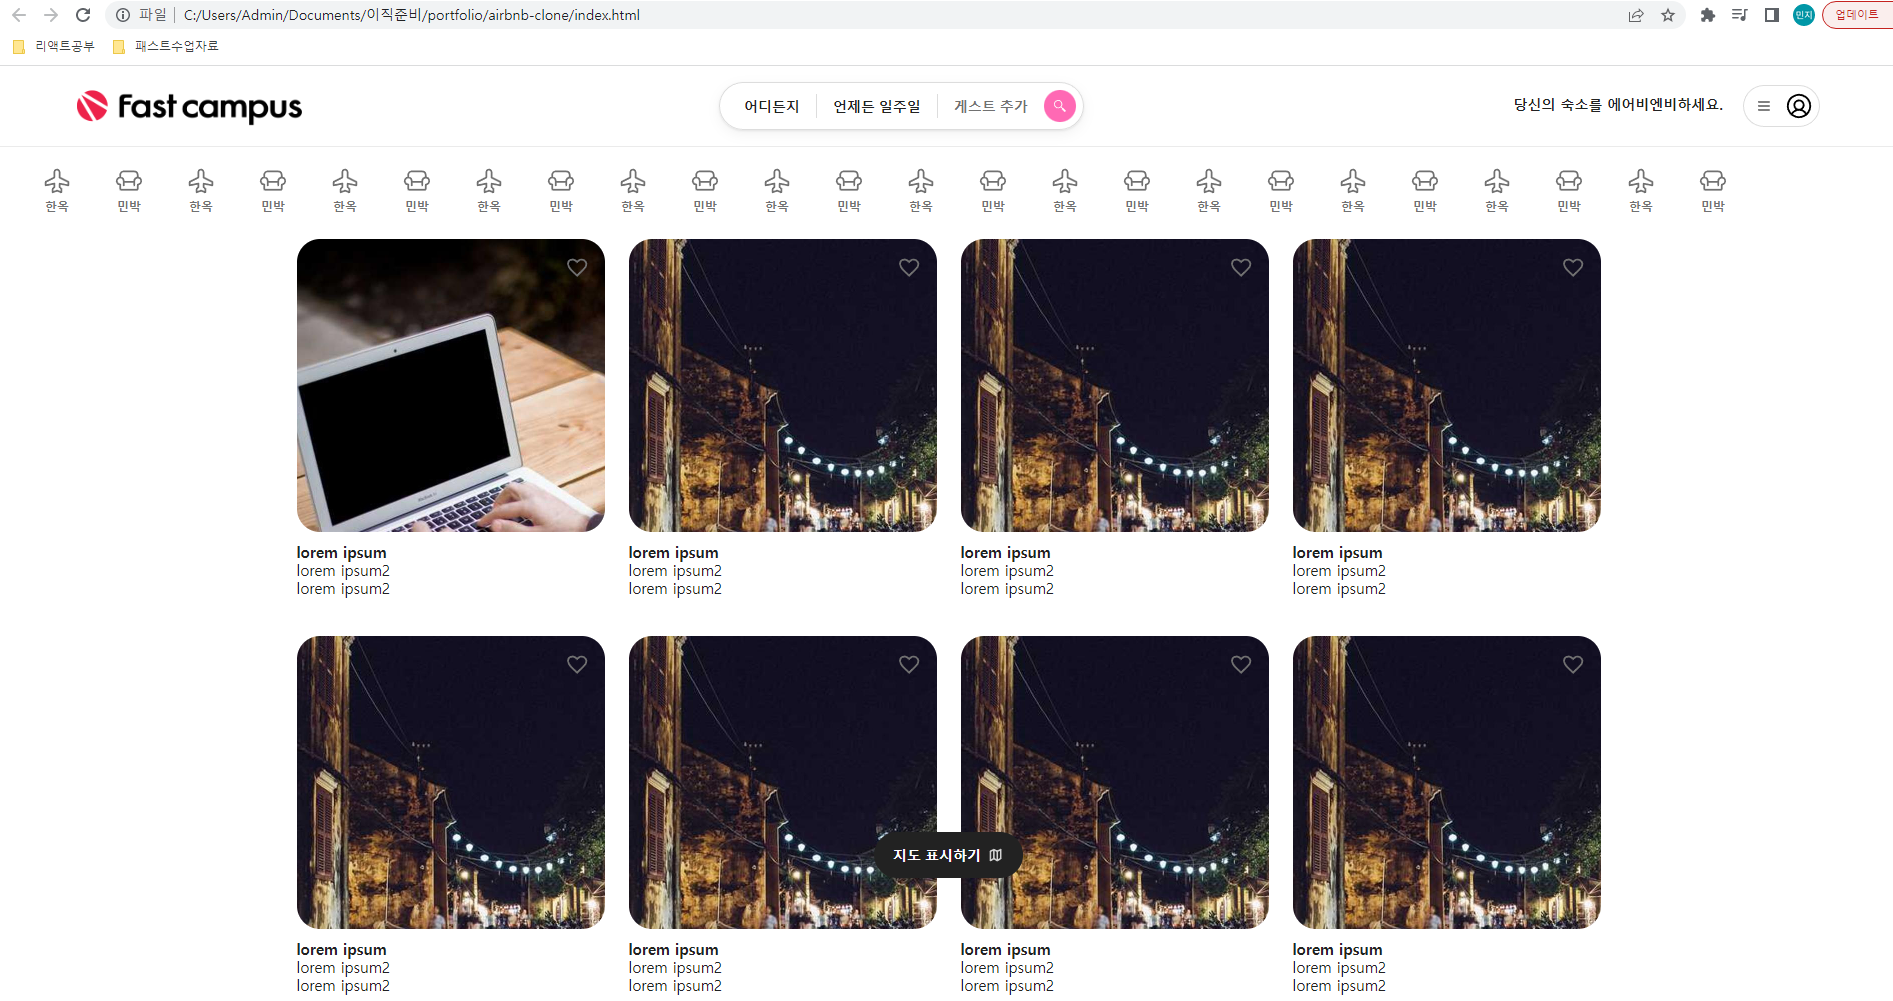 파일 C:/Users/Admin/Documents/이직준비/portfolio/airbnb-clone/index.html 민지 업데이트
리액트공부 패스트수업자료
Fast campus 어디든지 언제든 일주일 게스트 추가 당신의 숙소를 에어비엔비하세요.
한옥 민박 한옥 민박 한옥 민박 한옥 민박 한옥 민박 한옥 민박 한옥 민박 한옥 민박 한옥 민박 한옥 민박 한옥 민박 한옥 민박
lorem ipsum lorem ipsum lorem ipsum lorem ipsum
lorem ipsum2 lorem ipsum2 lorem ipsum2 lorem ipsum2
lorem ipsum2 lorem ipsum2 lorem ipsum2 lorem ipsum2
지도 표시하기
lorem ipsum lorem ipsum lorem ipsum lorem ipsum
lorem ipsum2 lorem ipsum2 lorem ipsum2 lorem ipsum2
lorem ipsum2 lorem ipsum2 lorem ipsum2 lorem ipsum2